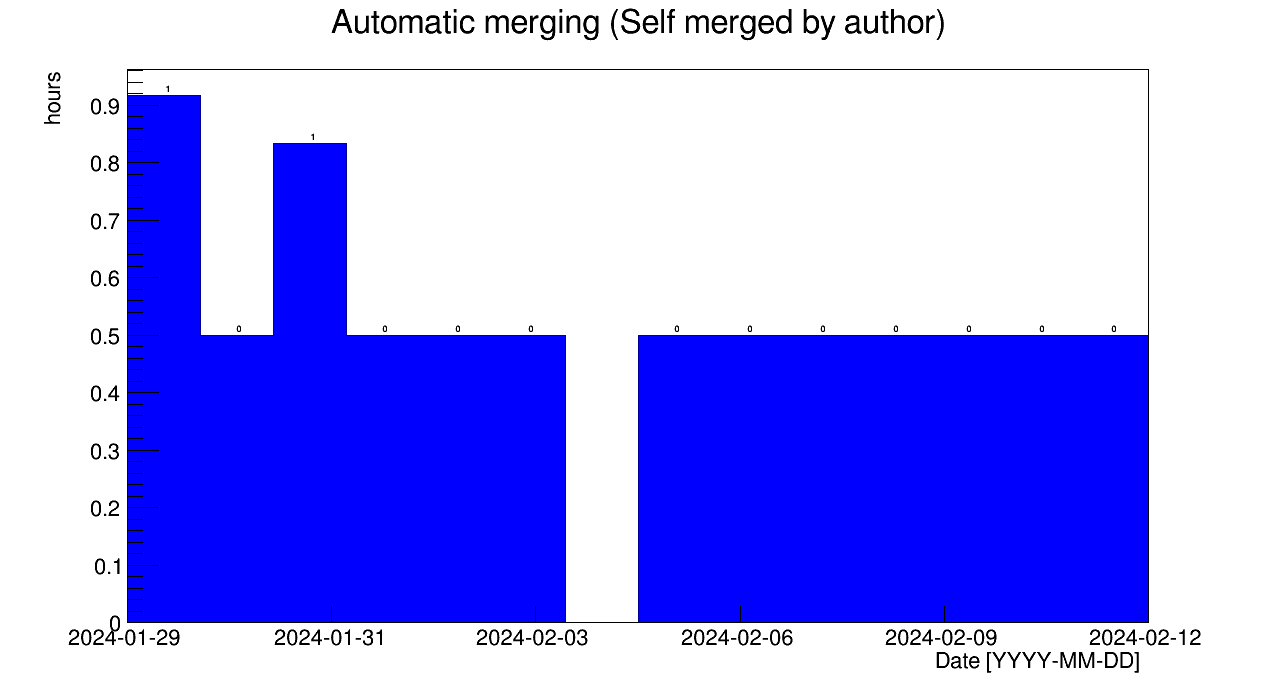 Automatic merging (Self merged by author)
hours
0.9
0.8
0.7
0.6
0.5
0.4
0.3
0.2
0.1
0
1 0 1 0 0 0 0 0 0 0 0 0 0
2024-01-29 2024-01-31 2024-02-03 2024-02-06 2024-02-09 2024-02-12
Date [YYYY-MM-DD]